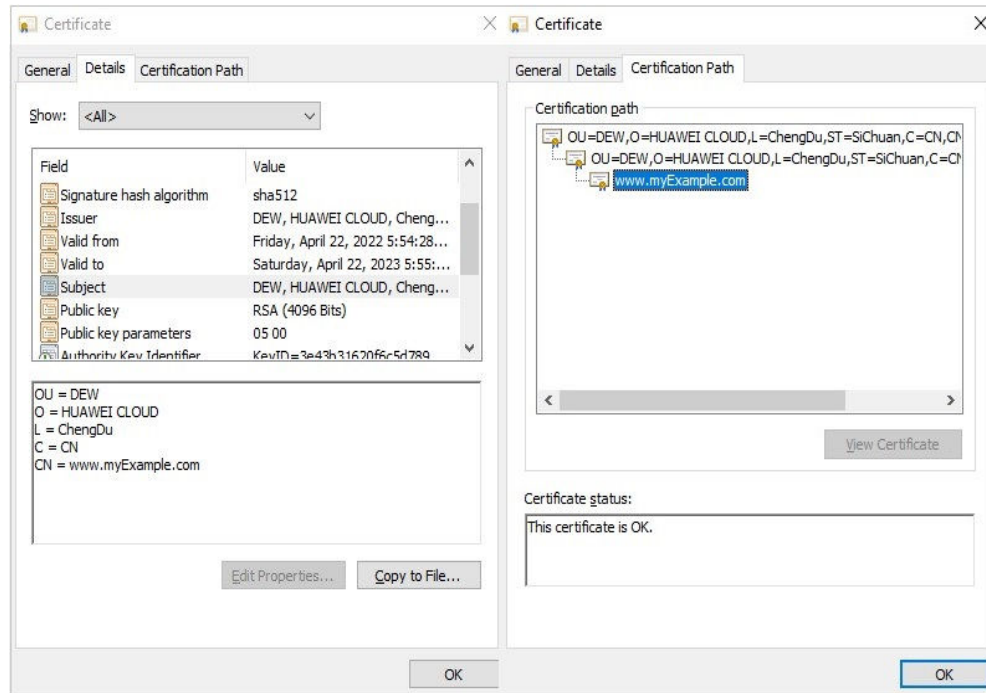 Certificate
General Details Certification Path
Show: <All>
Field Value
Signature hash algorithm sha512
Issuer DEW, HUAWEI CLOUD, Cheng...
Valid from Friday, April 22, 2022 5:54:28...
Valid to Saturday, April 22, 2023 5:55:...
Subject DEW, HUAWEI CLOUD, Cheng...
Public key RSA (4096 Bits)
Public key parameters 05 00
Authority Key Identifier KeyID=3e43b31620f6c5d789
OU = DEW
O = HUAWEI CLOUD
L = ChengDu
C = CN
CN = www.myExample.com
Edit Properties... Copy to File...
OK
Certificate
General Details Certification Path
Certification path
OU=DEW,O=HUAWEI CLOUD,L=ChengDu,ST=SiChuan,C=CN,CN
OU=DEW,O=HUAWEI CLOUD,L=ChengDu,ST=SiChuan,C=CN
www.myExample.com
View Certificate
Certificate status:
This certificate is OK.
OK